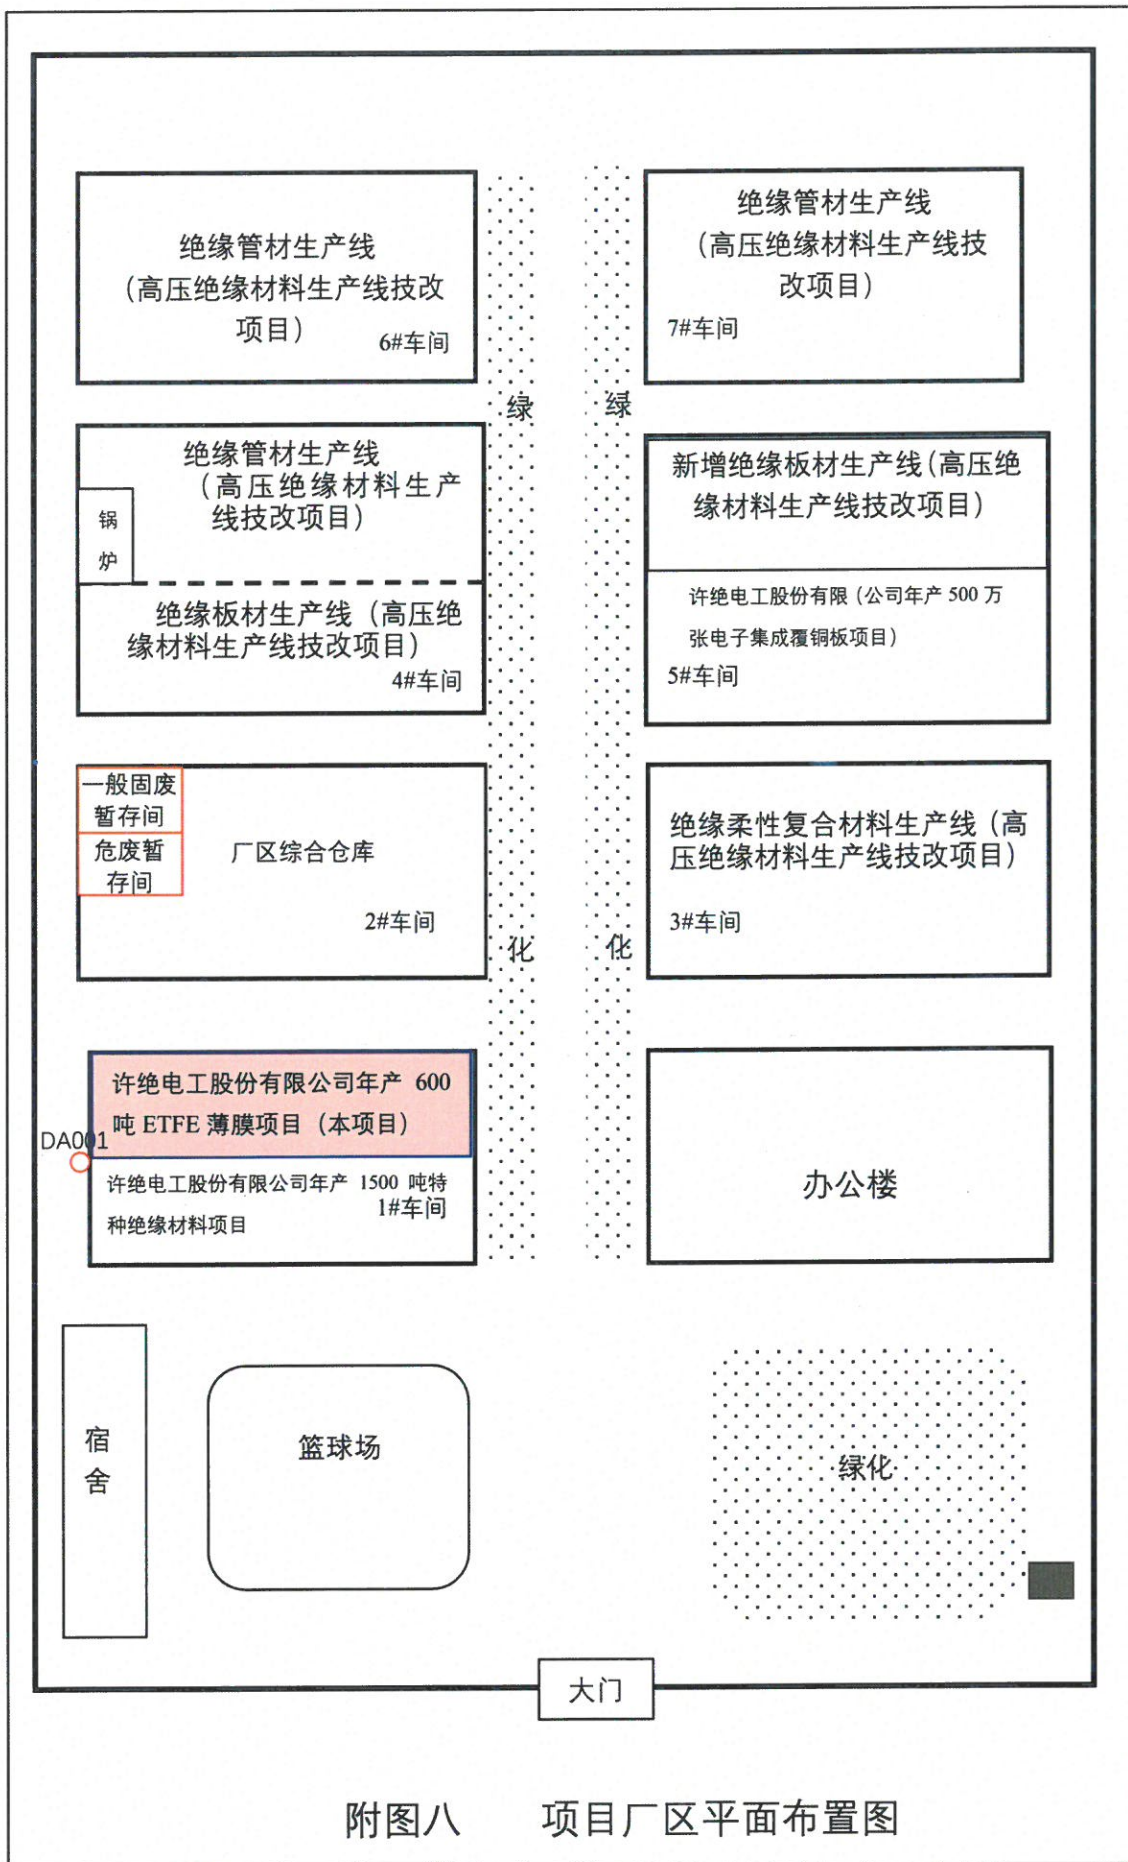 绝缘管材生产线
（高压绝缘材料生产线技改
项目）
6#车间
绝缘管材生产线
（高压绝缘材料生产线技
改项目）
7#车间
绿
绿
绝缘管材生产线
（高压绝缘材料生产
线技改项目）
锅
炉
绝缘板材生产线（高压绝
缘材料生产线技改项目）
4#车间
新增绝缘板材生产线（高压绝
缘材料生产线技改项目）
许绝电工股份有限（公司年产 500 万
张电子集成覆铜板项目）
5#车间
一般固废
暂存间
危废暂
存间
厂区综合仓库
2#车间
绝缘柔性复合材料生产线（高
压绝缘材料生产线技改项目）
3#车间
化
化
许绝电工股份有限公司年产 600
吨 ETFE 薄膜项目（本项目）
DA001
许绝电工股份有限公司年产 1500 吨特
种绝缘材料项目
1#车间
办公楼
宿
舍
篮球场
绿化
大门
附图八 项目厂区平面布置图